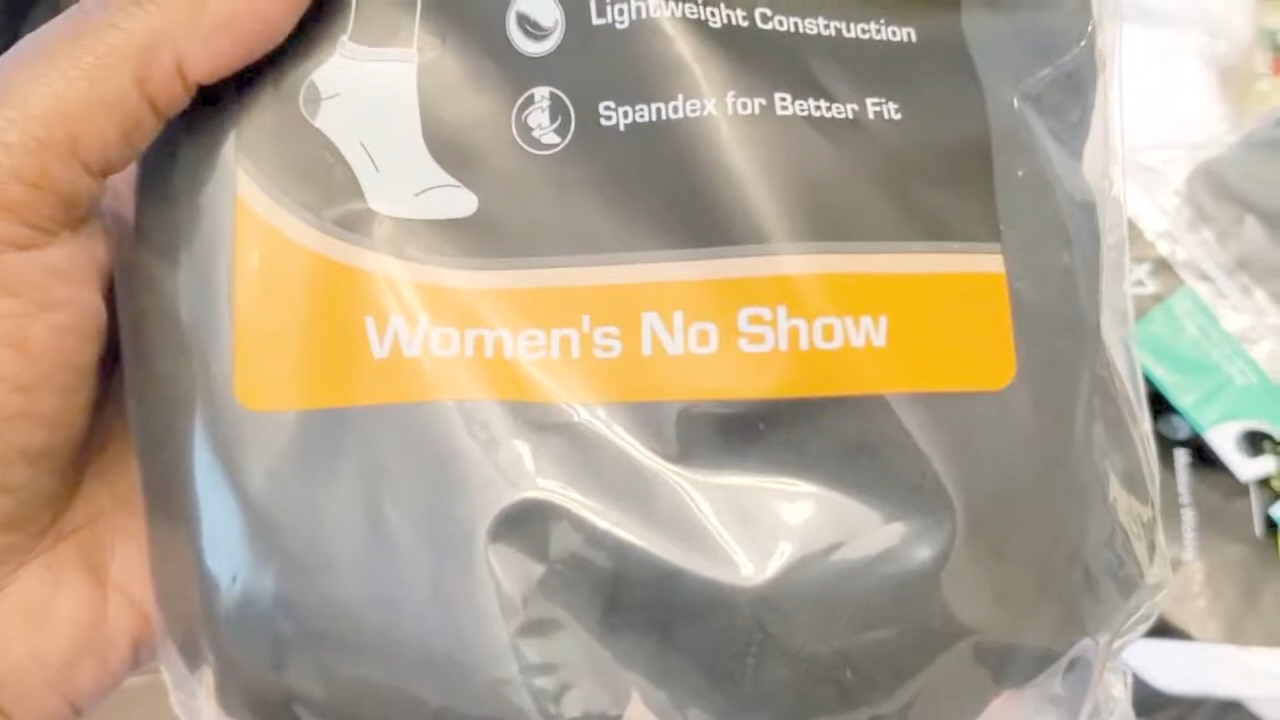 Lightweight Construction
Spandex for Better Fit
Women's No Show